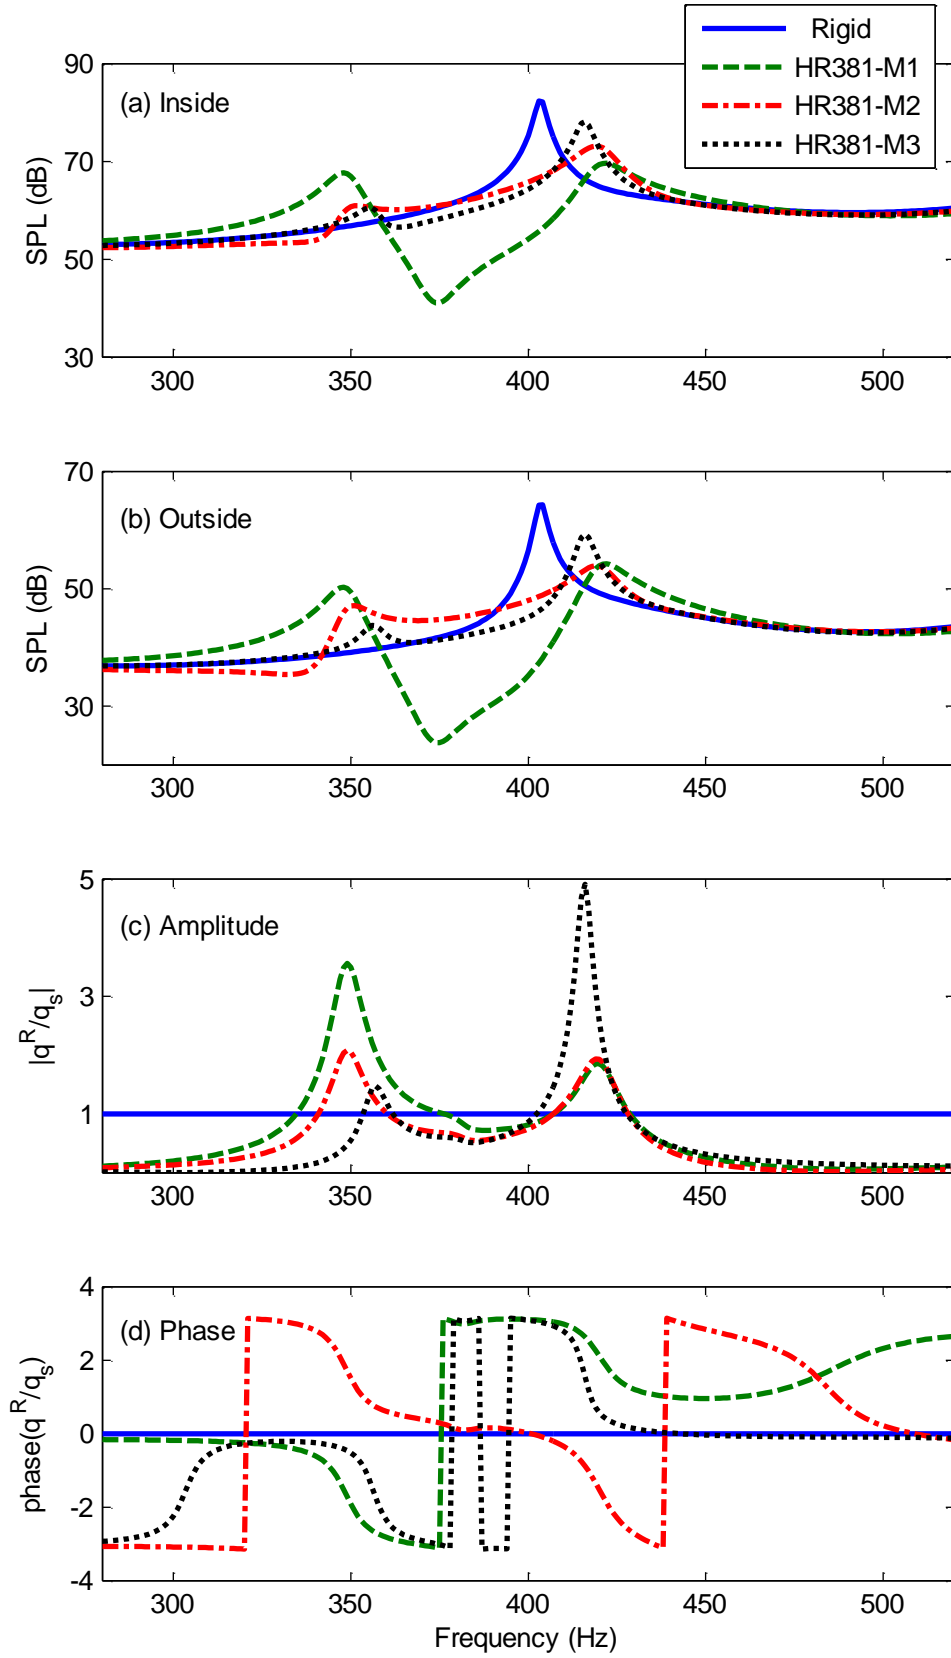 Rigid
HR381-M1
HR381-M2
HR381-M3
90
70
50
30
SPL (dB)
(a) Inside
300 350 400 450 500
70
50
30
SPL (dB)
(b) Outside
300 350 400 450 500
5
3
1
|q^R/q_s|
(c) Amplitude
300 350 400 450 500
4
2
0
-2
-4
phase(q^R/q_s)
(d) Phase
300 350 400 450 500
Frequency (Hz)